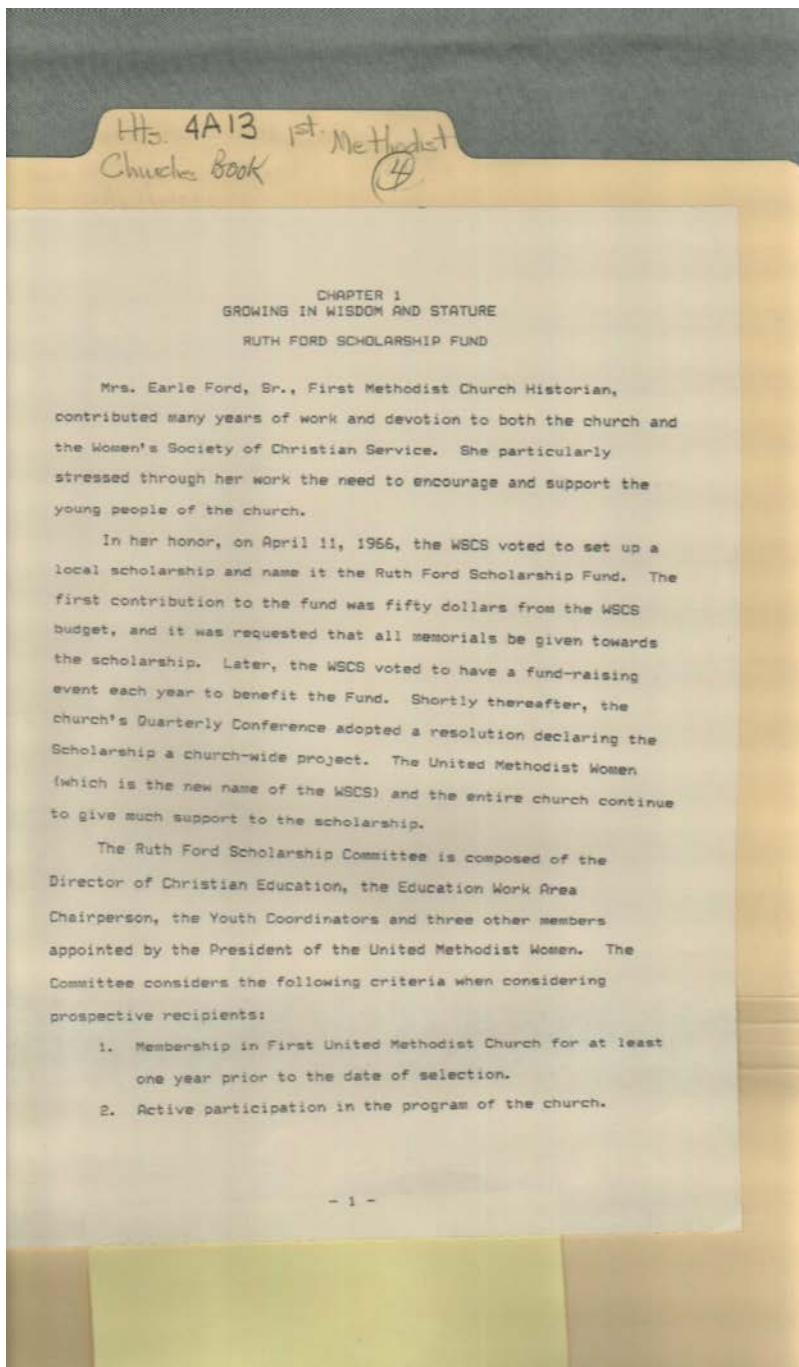 Hts. 4A13 1st. Methodist
Churches Book 4
CHAPTER 1
GROWING IN WISDOM AND STATURE
RUTH FORD SCHOLARSHIP FUND
Mrs. Earle Ford, Sr., First Methodist Church Historian,
contributed many years of work and devotion to both the church and
the Women's Society of Christian Service. She particularly
stressed through her work the need to encourage and support the
young people of the church.
In her honor, on April 11, 1966, the WSCS voted to set up a
local scholarship and name it the Ruth Ford Scholarship Fund. The
first contribution to the fund was fifty dollars from the WSCS
budget, and it was requested that all memorials be given towards
the scholarship. Later, the WSCS voted to have a fund-raising
event each year to benefit the Fund. Shortly thereafter, the
church's Quarterly Conference adopted a resolution declaring the
Scholarship a church-wide project. The United Methodist Women
(which is the new name of the WSCS) and the entire church continue
to give much support to the scholarship.
The Ruth Ford Scholarship Committee is composed of the
Director of Christian Education, the Education Work Area
Chairperson, the Youth Coordinators and three other members
appointed by the President of the United Methodist Women. The
Committee considers the following criteria when considering
prospective recipients:
1. Membership in First United Methodist Church for at least
one year prior to the date of selection.
2. Active participation in the program of the church.
- 1 -